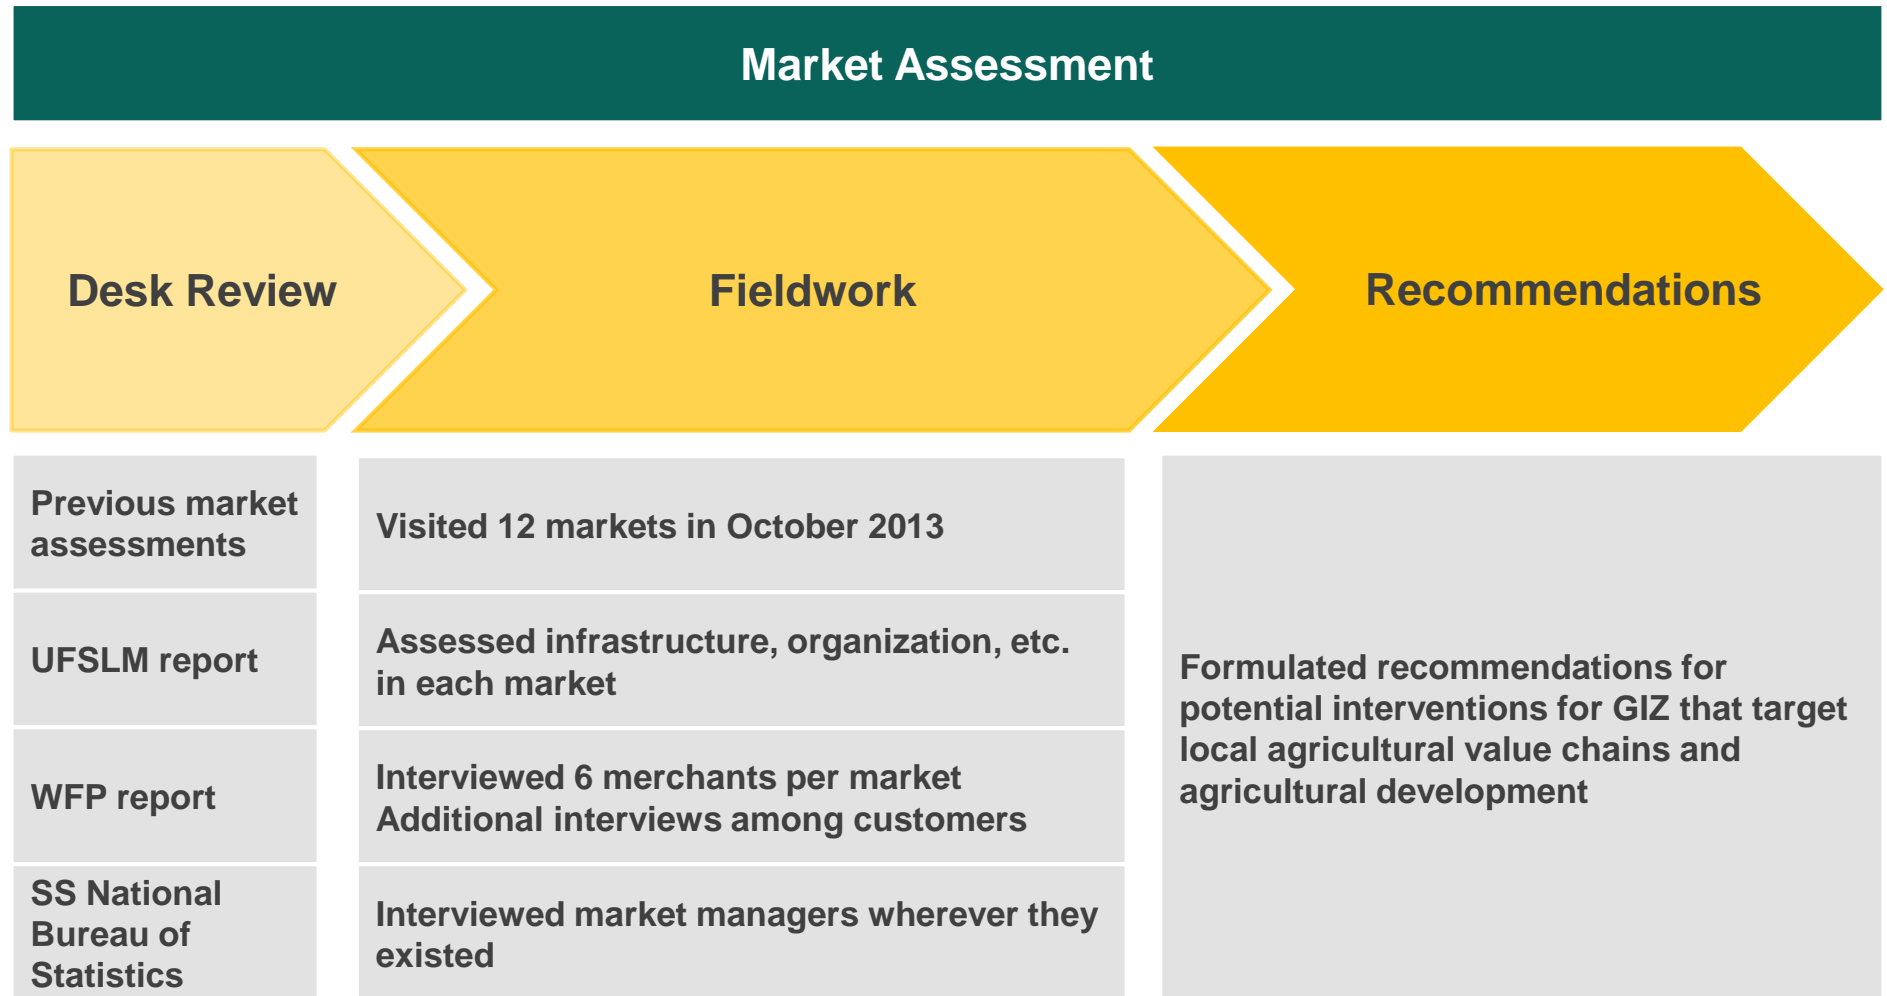 Market Assessment
Desk Review
Fieldwork
Recommendations
Previous market
assessments
UFSLM report
WFP report
SS National
Bureau of
Statistics
Visited 12 markets in October 2013
Assessed infrastructure, organization, etc.
in each market
Interviewed 6 merchants per market
Additional interviews among customers
Interviewed market managers wherever they
existed
Formulated recommendations for
potential interventions for GIZ that target
local agricultural value chains and
agricultural development